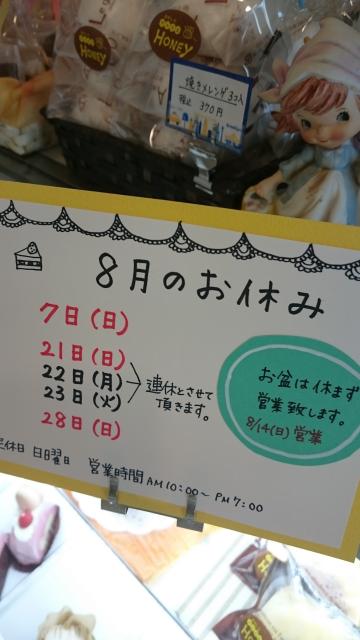 GOOD
HONEY
GOOD
HONEY
焼きメレンゲ3コ入
税込 370円
8月のお休み
7日(日)
21日(日)
22日(月)
23日(火)
連休とさせて
頂きます。
28日(日)
お盆は休まず
営業致します。
8/14(日)営業
定休日 日曜日 営業時間 AM10:00～PM7:00